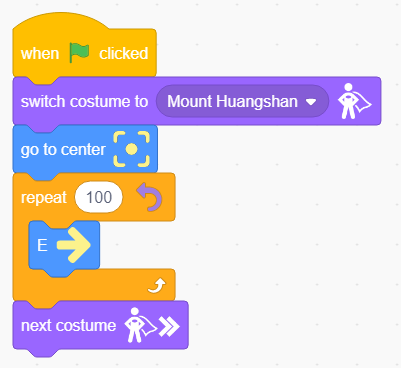 when clicked
switch costume to Mount Huangshan
go to center
repeat 100
E
next costume